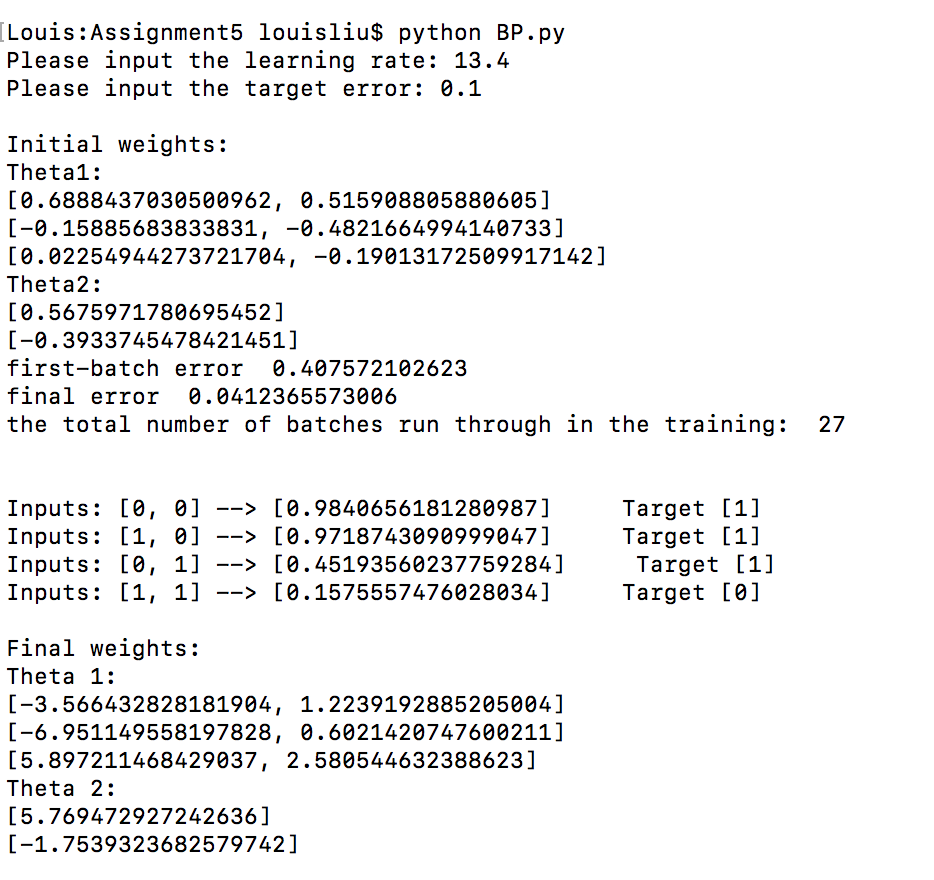 [Louis:Assignment5 louisliu$ python BP.py
Please input the learning rate: 13.4
Please input the target error: 0.1
Initial weights:
Theta1:
[0.6888437030500962, 0.515908805880605]
[-0.15885683833831, -0.4821664994140733]
[0.02254944273721704, -0.19013172509917142]
Theta2:
[0.5675971780695452]
[-0.3933745478421451]
first-batch error  0.407572102623
final error  0.0412365573006
the total number of batches run through in the training:  27
Inputs: [0, 0] --> [0.9840656181280987]     Target [1]
Inputs: [1, 0] --> [0.9718743090999047]     Target [1]
Inputs: [0, 1] --> [0.45193560237759284]     Target [1]
Inputs: [1, 1] --> [0.1575557476028034]     Target [0]
Final weights:
Theta 1:
[-3.566432828181904, 1.2239192885205004]
[-6.951149558197828, 0.6021420747600211]
[5.897211468429037, 2.580544632388623]
Theta 2:
[5.769472927242636]
[-1.7539323682579742]